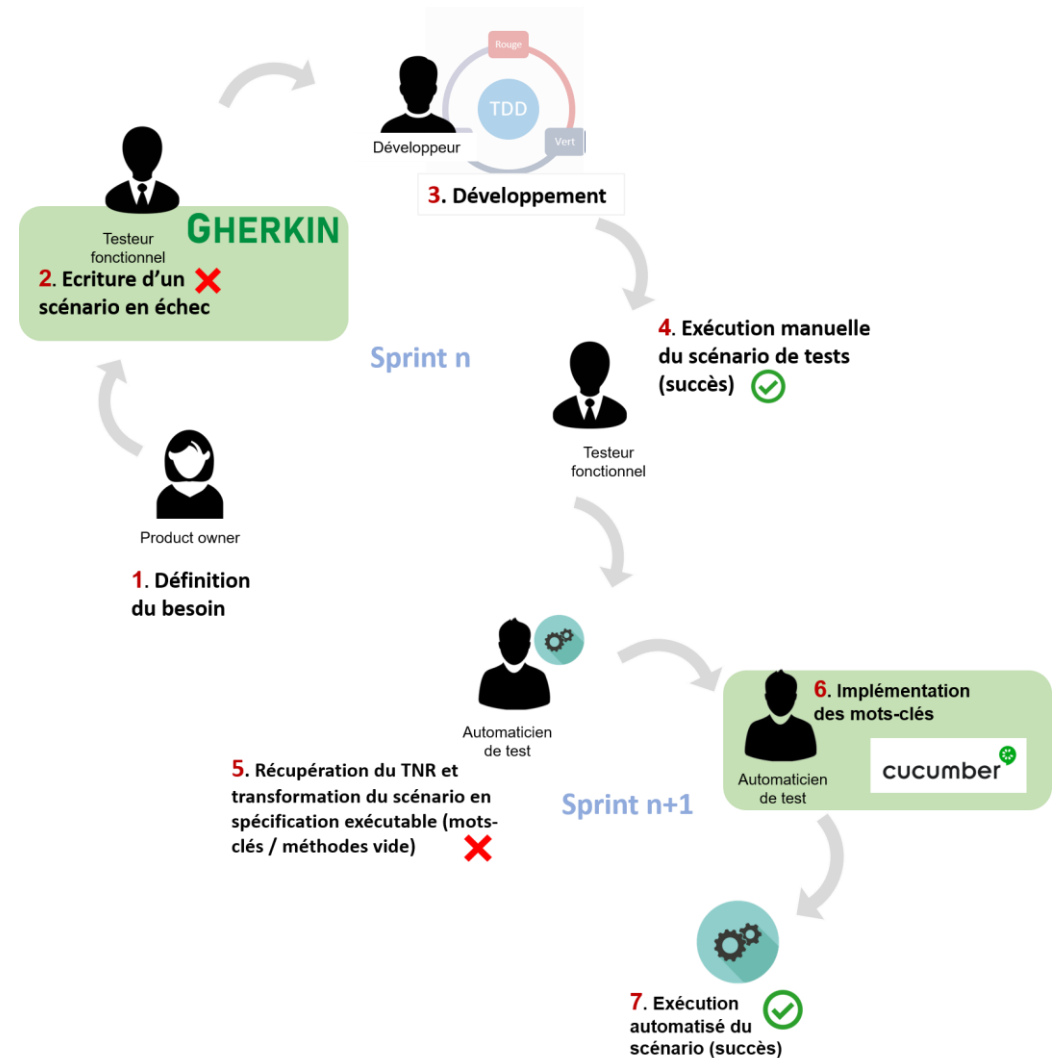 Rouge
TDD
Vert
Développeur
3. Développement
GHERKIN
Testeur
fonctionnel
2. Ecriture d’un
scénario en échec
Sprint n
4. Exécution manuelle
du scénario de tests
(succès)
Testeur
fonctionnel
Product owner
1. Définition
du besoin
Automaticien
de test
5. Récupération du TNR et
transformation du scénario en
spécification exécutable (mots-
clés / méthodes vide)
Sprint n+1
6. Implémentation
des mots-clés
cucumber
Automaticien
de test
7. Exécution
automatisé du
scénario (succès)